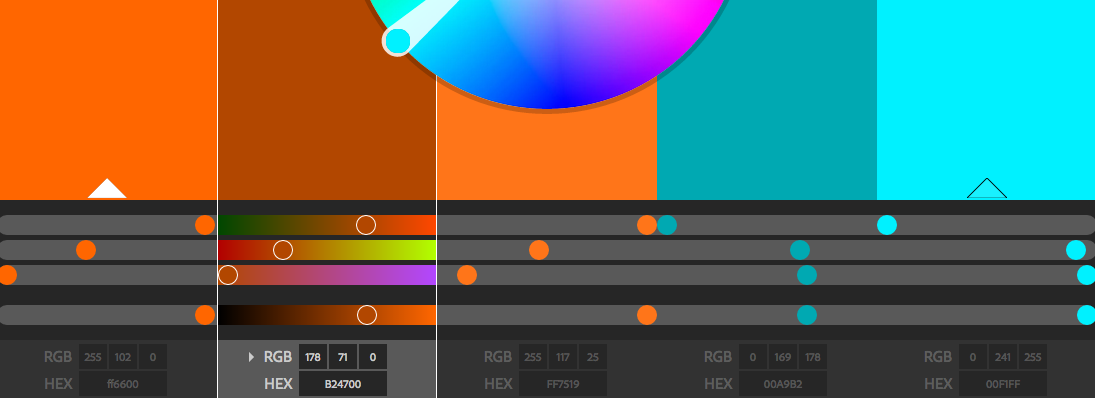 RGB 255 102 0 RGB 178 71 0 RGB 255 117 25 RGB 0 169 178 RGB 0 241 255
HEX ff6600 HEX B24700 HEX FF7519 HEX 00A9B2 HEX 00F1FF